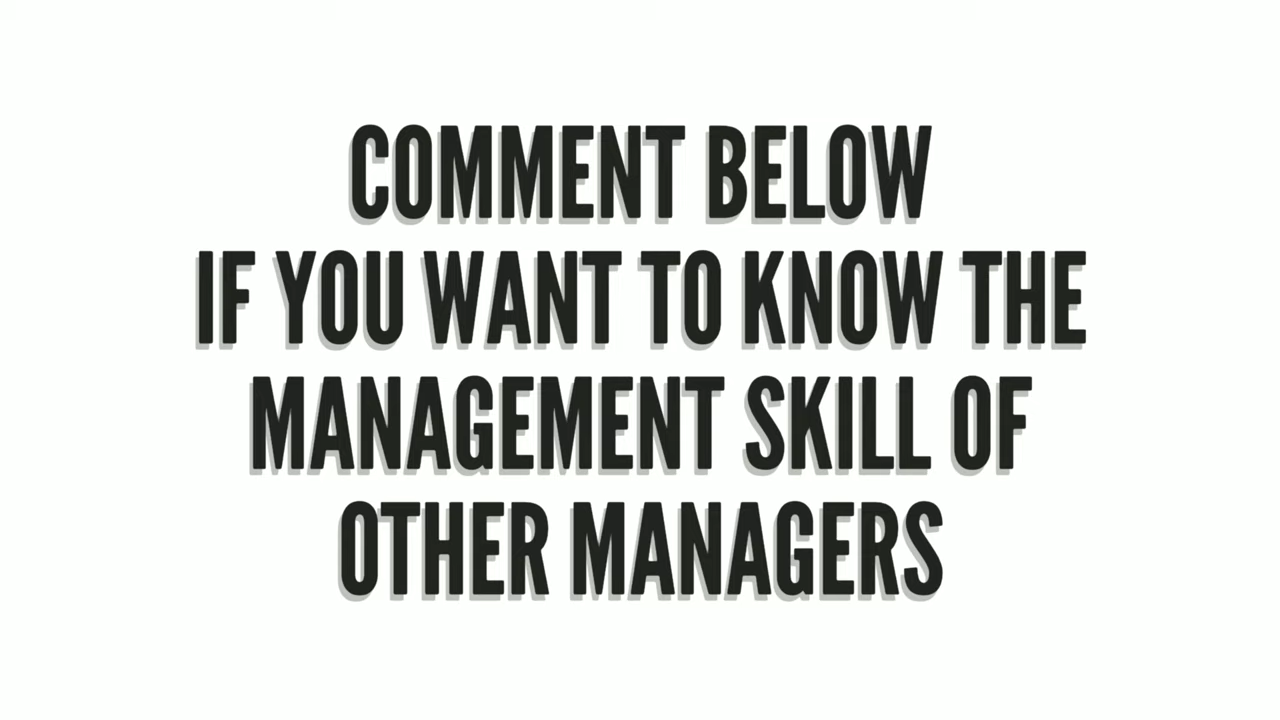 COMMENT BELOW
IF YOU WANT TO KNOW THE
MANAGEMENT SKILL OF
OTHER MANAGERS